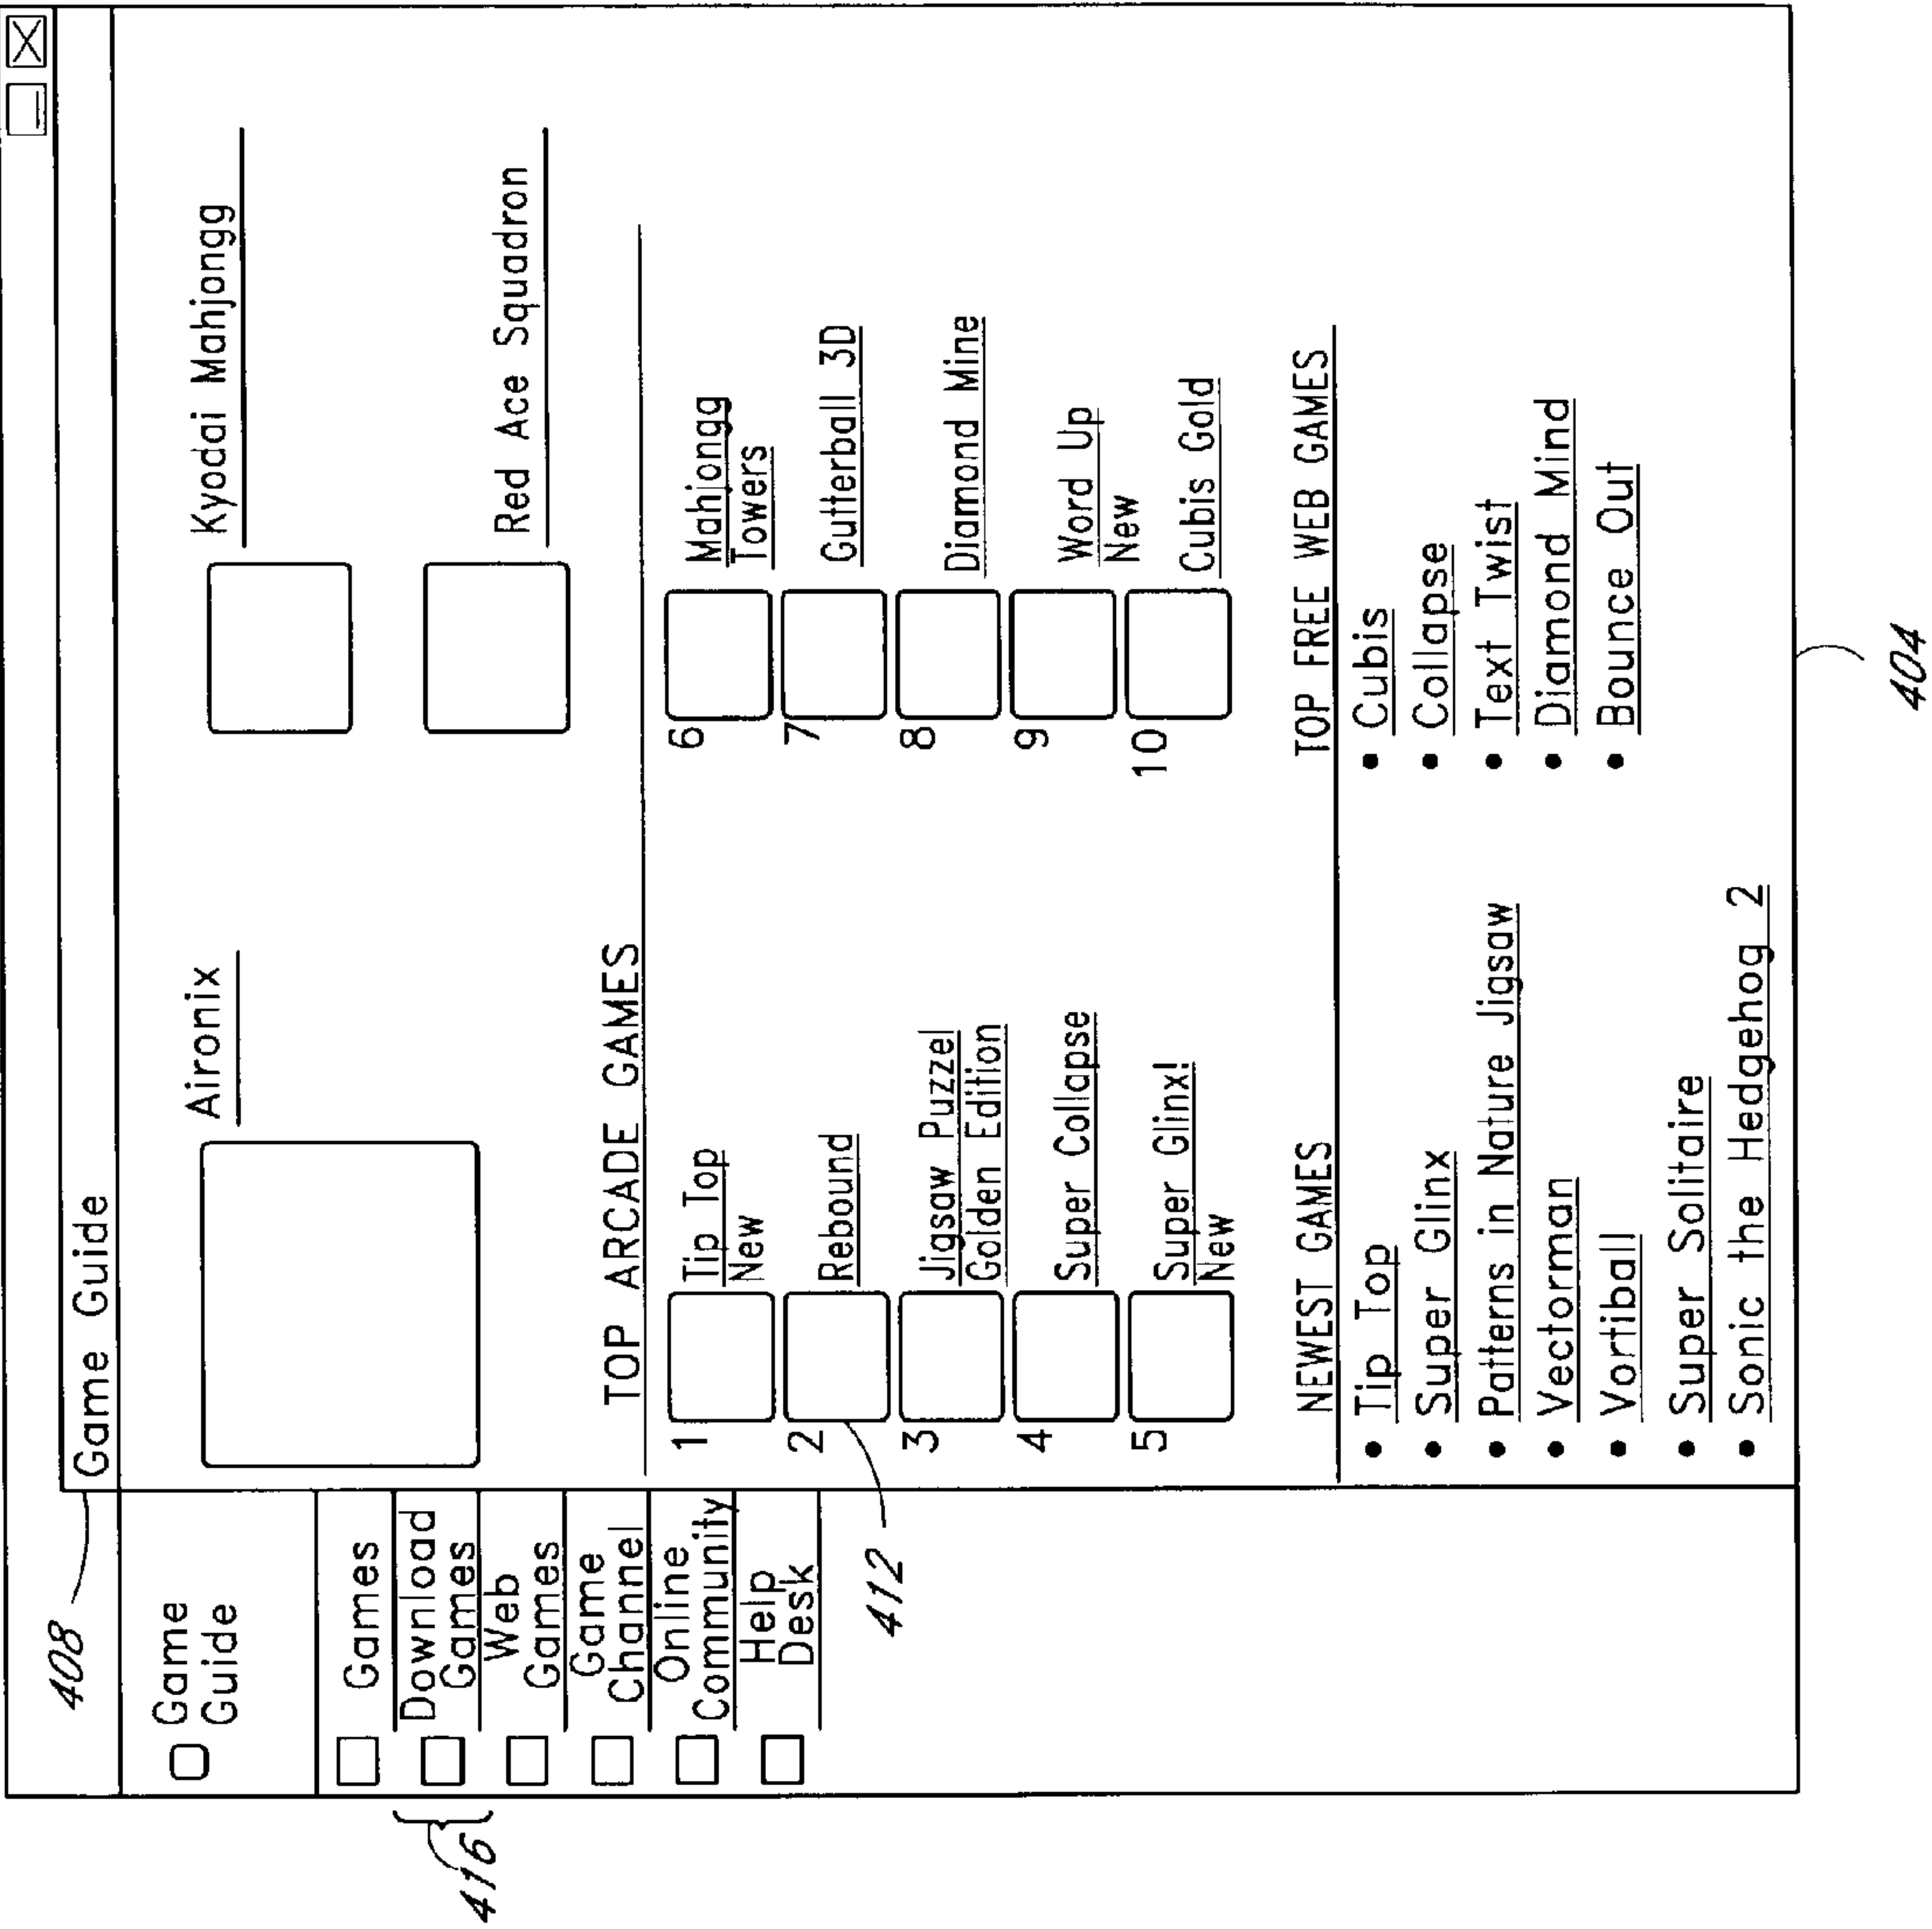 408
Game Guide
Game
Guide
Games
Download
Games
Web
Games
Game
Channel
Online
Community
Help
Desk
416
Aironix
Kyodai Mahjongg
Red Ace Squadron
TOP ARCADE GAMES
1 Tip Top
New
2 Rebound
3 Jigsaw Puzzel
Golden Edition
4 Super Collapse
5 Super Glinx!
New
412
6 Mahiongg
Towers
7 Gutterball 3D
8 Diamond Mine
9 Word Up
New
10 Cubis Gold
NEWEST GAMES
• Tip Top
• Super Glinx
• Patterns in Nature Jigsaw
• Vectorman
• Vortiball
• Super Solitaire
• Sonic the Hedgehog 2
TOP FREE WEB GAMES
• Cubis
• Collapse
• Text Twist
• Diamond Mind
• Bounce Out
404